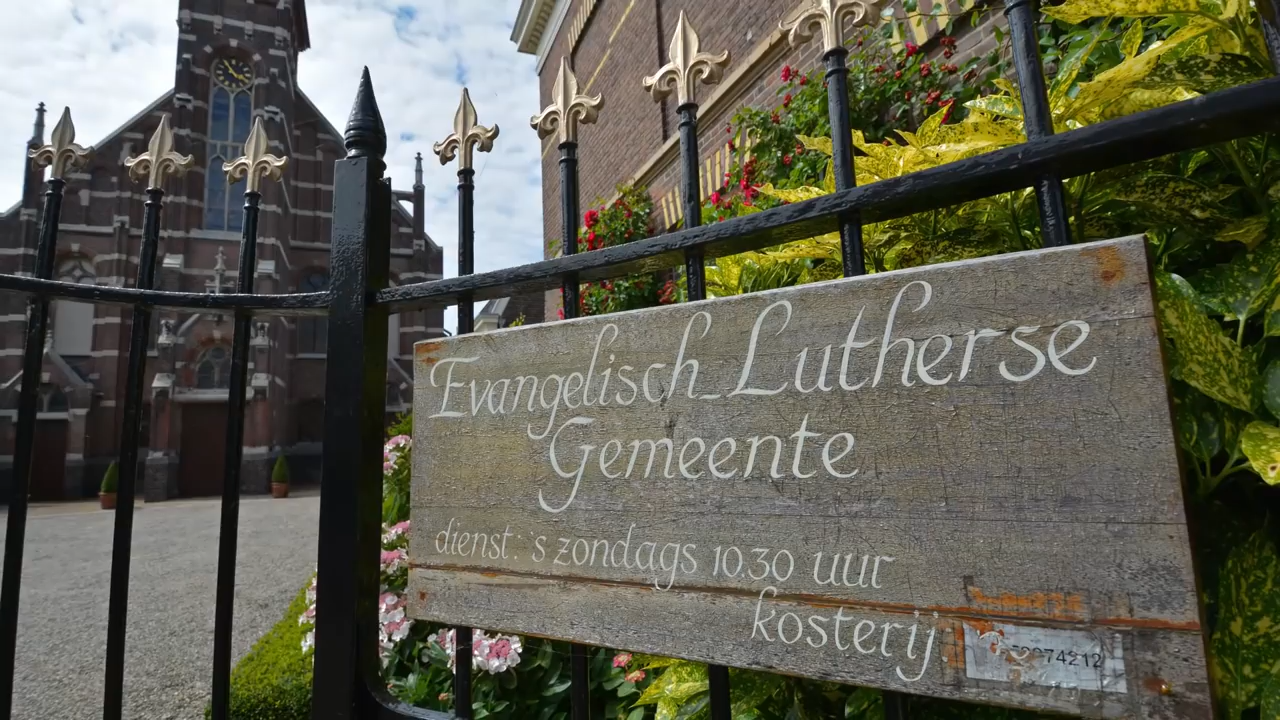 Evangelisch-Lutherse
Gemeente
dienst: 's zondags 10.30 uur
kosterij: